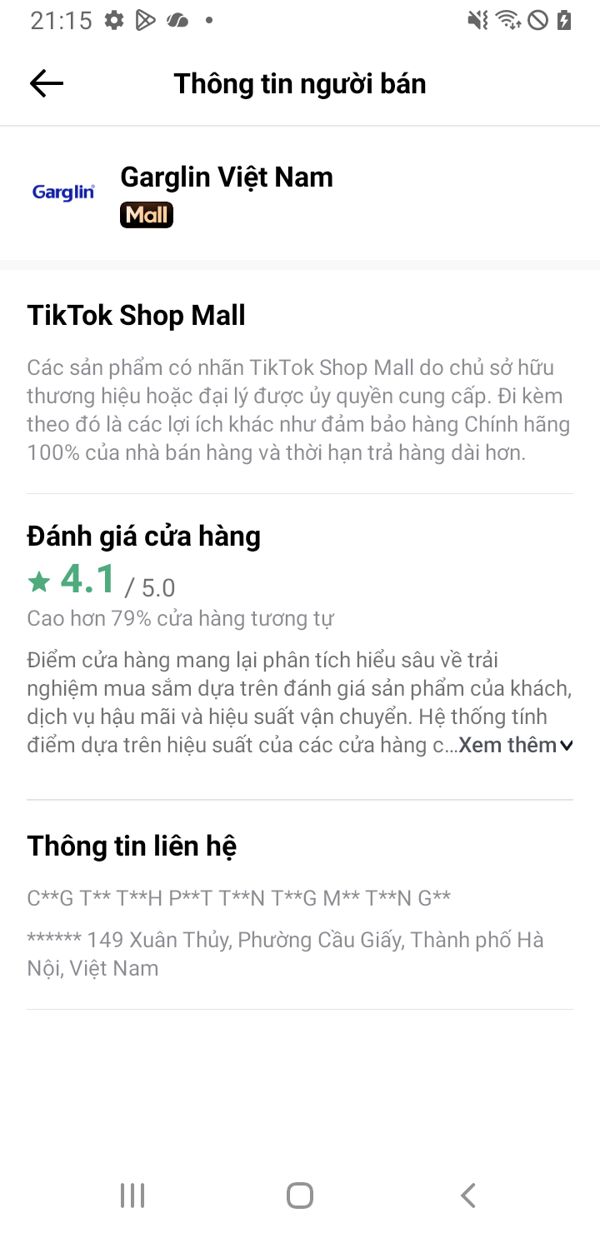 21:15
Thông tin người bán
Garglin
Garglin Việt Nam
Mall
TikTok Shop Mall
Các sản phẩm có nhãn TikTok Shop Mall do chủ sở hữu
thương hiệu hoặc đại lý được ủy quyền cung cấp. Đi kèm
theo đó là các lợi ích khác như đảm bảo hàng Chính hãng
100% của nhà bán hàng và thời hạn trả hàng dài hơn.
Đánh giá cửa hàng
4.1 / 5.0
Cao hơn 79% cửa hàng tương tự
Điểm cửa hàng mang lại phân tích hiểu sâu về trải
nghiệm mua sắm dựa trên đánh giá sản phẩm của khách,
dịch vụ hậu mãi và hiệu suất vận chuyển. Hệ thống tính
điểm dựa trên hiệu suất của các cửa hàng c...Xem thêm
Thông tin liên hệ
C**G T** T**H P**T T**N T**G M** T**N G**
****** 149 Xuân Thủy, Phường Cầu Giấy, Thành phố Hà
Nội, Việt Nam